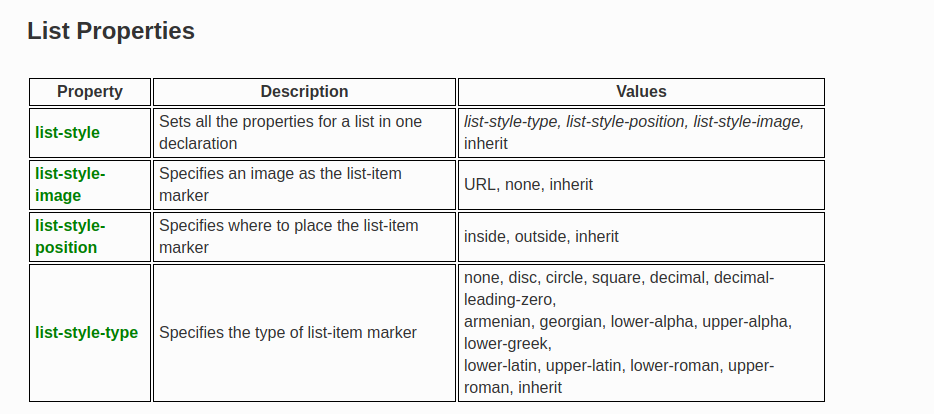 List Properties
Property Description Values
list-style
Sets all the properties for a list in one
declaration
list-style-type, list-style-position, list-style-image,
inherit
list-style-
image
Specifies an image as the list-item
marker
URL, none, inherit
list-style-
position
Specifies where to place the list-item
marker
inside, outside, inherit
list-style-type
Specifies the type of list-item marker
none, disc, circle, square, decimal, decimal-
leading-zero,
armenian, georgian, lower-alpha, upper-alpha,
lower-greek,
lower-latin, upper-latin, lower-roman, upper-
roman, inherit